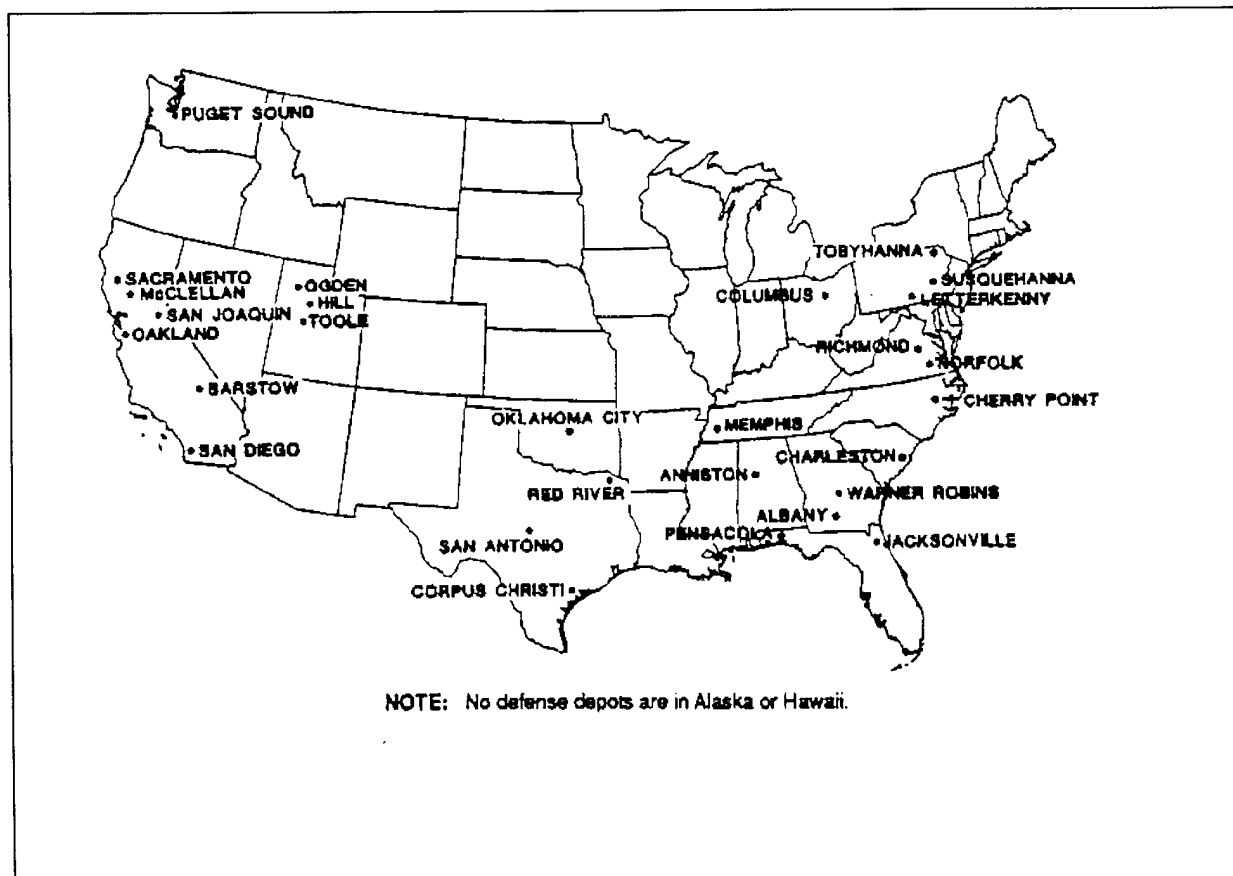 PUGET SOUND
TOBYHANNA
SACRAMENTO
OGDEN
SUSQUEHANNA
McCLELLAN
HILL
COLUMBUS
LETTERKENNY
SAN JOAQUIN
TOOLE
OAKLAND
RICHMOND
NORFOLK
BARSTOW
CHERRY POINT
OKLAHOMA CITY
MEMPHIS
SAN DIEGO
CHARLESTON
ANNISTON
RED RIVER
WARNER ROBINS
ALBANY
PENSACOLA
JACKSONVILLE
SAN ANTONIO
CORPUS CHRISTI
NOTE: No defense depots are in Alaska or Hawaii.